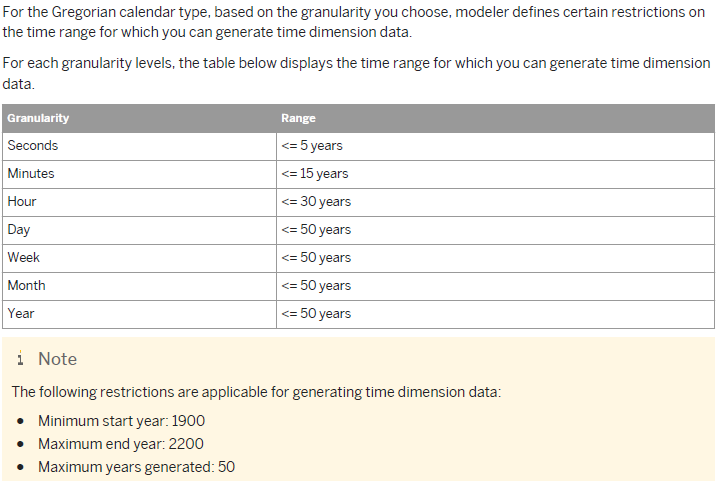 For the Gregorian calendar type, based on the granularity you choose, modeler defines certain restrictions on
the time range for which you can generate time dimension data.
For each granularity levels, the table below displays the time range for which you can generate time dimension
data.
Granularity Range
Seconds <= 5 years
Minutes <= 15 years
Hour <= 30 years
Day <= 50 years
Week <= 50 years
Month <= 50 years
Year <= 50 years
i Note
The following restrictions are applicable for generating time dimension data:
• Minimum start year: 1900
• Maximum end year: 2200
• Maximum years generated: 50